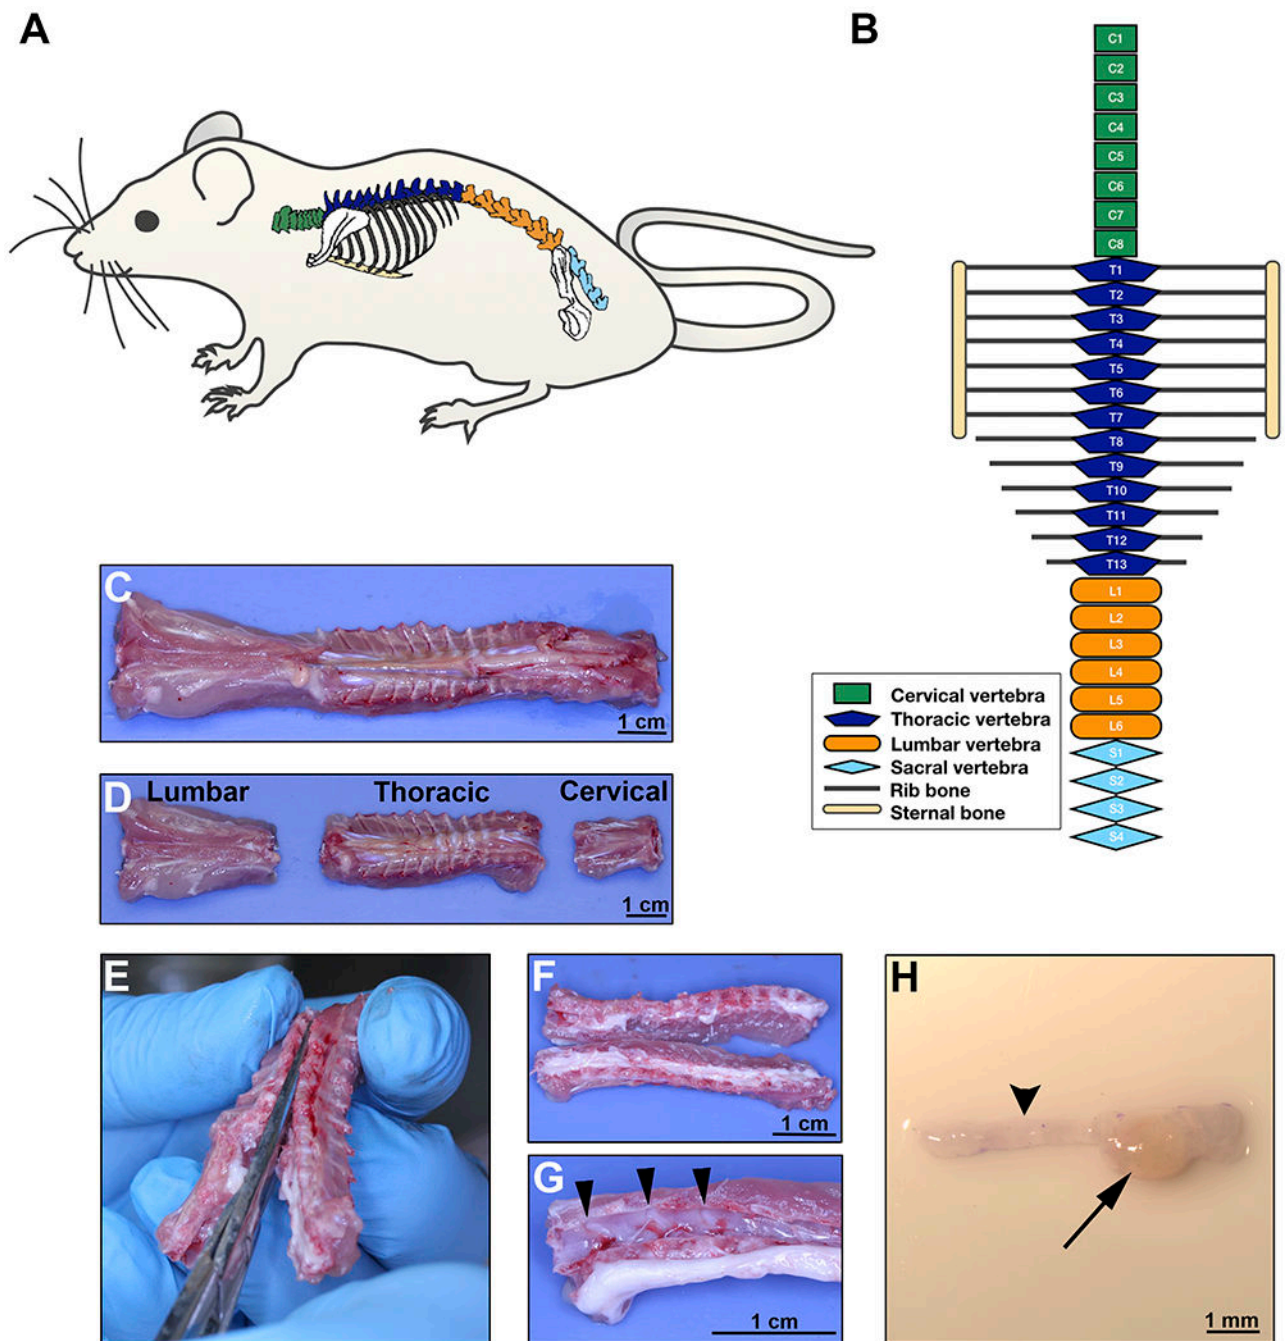 A
B
C1
C2
C3
C4
C5
C6
C7
C8
T1
T2
T3
T4
T5
T6
T7
T8
T9
T10
T11
T12
T13
L1
L2
L3
L4
L5
L6
S1
S2
S3
S4
Cervical vertebra
Thoracic vertebra
Lumbar vertebra
Sacral vertebra
Rib bone
Sternal bone
C
1 cm
D
Lumbar
Thoracic
Cervical
1 cm
E
F
1 cm
G
1 cm
H
1 mm